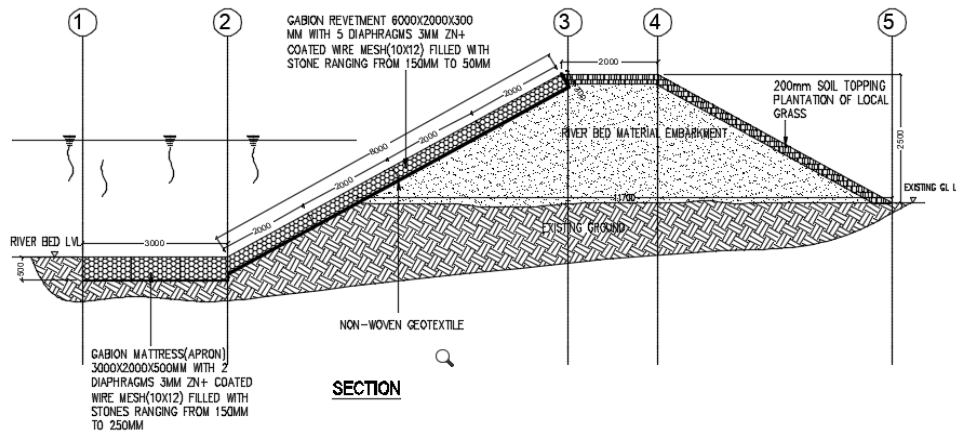 1
2
3
4
5
GABION REVETMENT 6000X2000X300
MM WITH 5 DIAPHRAGMS 3MM ZN+
COATED WIRE MESH(10X12) FILLED WITH
STONE RANGING FROM 150MM TO 50MM
2000
200mm SOIL TOPPING
PLANTATION OF LOCAL
GRASS
2000
2000
8000
2000
2000
RIVER BED MATERIAL EMBARKMENT
2500
11700
EXISTING GL L
EXISTING GROUND
RIVER BED LVL
3000
500
NON-WOVEN GEOTEXTILE
GABION MATTRESS(APRON)
3000X2000X500MM WITH 2
DIAPHRAGMS 3MM ZN+ COATED
WIRE MESH(10X12) FILLED WITH
STONES RANGING FROM 150MM
TO 250MM
SECTION